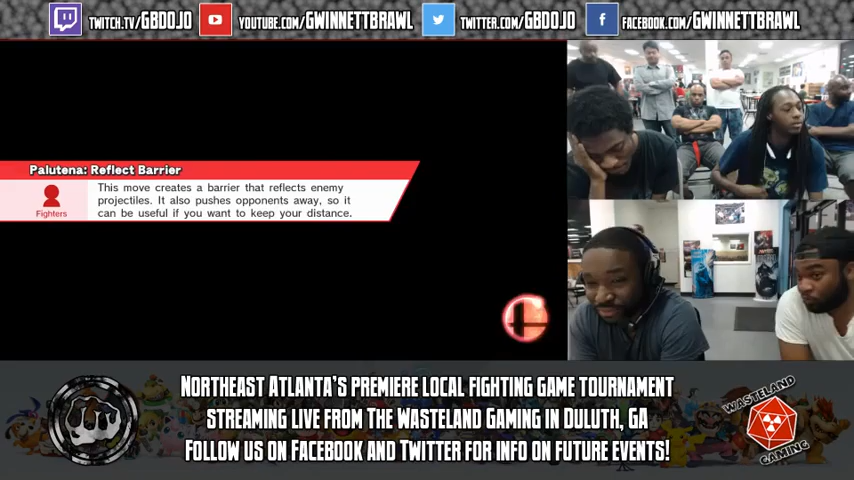 TWITCH.TV/GBDOJO
YOUTUBE.COM/GWINNETTBRAWL
TWITTER.COM/GBDOJO
FACEBOOK.COM/GWINNETTBRAWL
Palutena: Reflect Barrier
This move creates a barrier that reflects enemy
projectiles. It also pushes opponents away, so it
can be useful if you want to keep your distance.
Fighters
NORTHEAST ATLANTA'S PREMIERE LOCAL FIGHTING GAME TOURNAMENT
STREAMING LIVE FROM THE WASTELAND GAMING IN DULUTH, GA
FOLLOW US ON FACEBOOK AND TWITTER FOR INFO ON FUTURE EVENTS!
WASTELAND
GAMING